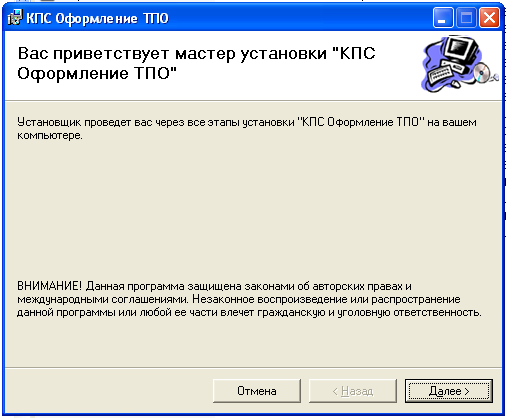 КПС Оформление ТПО
Вас приветствует мастер установки "КПС
Оформление ТПО"
Установщик проведет вас через все этапы установки "КПС Оформление ТПО" на вашем
компьютере.
ВНИМАНИЕ! Данная программа защищена законами об авторских правах и
международными соглашениями. Незаконное воспроизведение или распространение
данной программы или любой ее части влечет гражданскую и уголовную ответственность.
Отмена
< Назад
Далее >